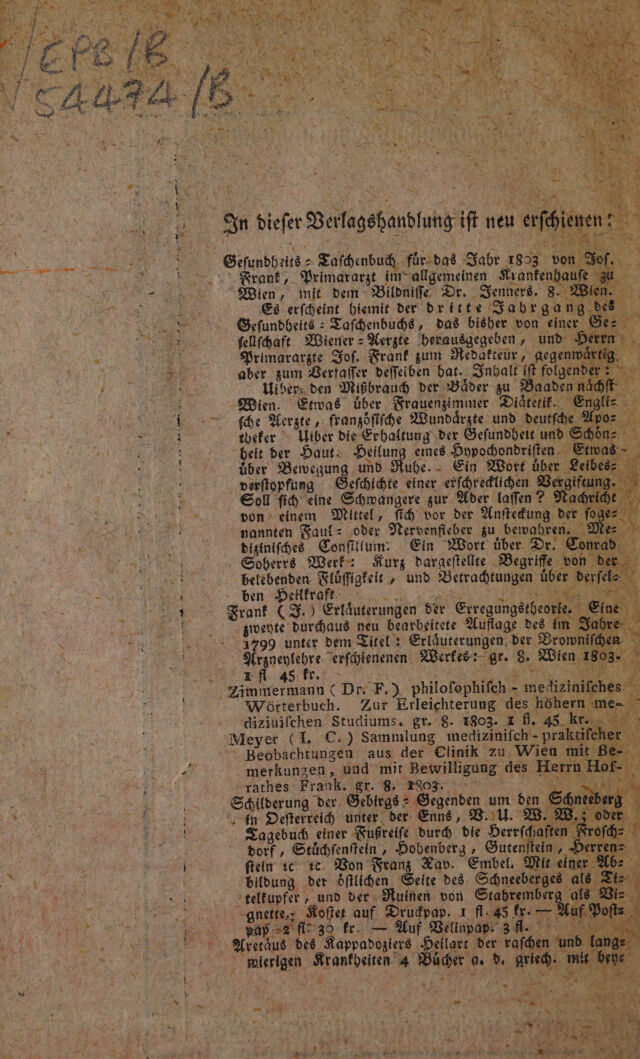 EPB/B
54474/B
In dieser Verlagshandlung ist neu erschienen:
Gesundheits-Taschenbuch für das Jahr 1803 von Jos.
Frank, Primararzt im allgemeinen Krankenhause zu
Wien, mit dem Bildnisse Dr. Jenners. 8. Wien.
Es erscheint hiemit der dritte Jahrgang des
Gesundheits-Taschenbuchs, das bisher von einer Ge-
sellschaft Wiener-Aerzte herausgegeben, und Herrn
Primararzte Jos. Frank zum Redakteur, gegenwärtig
aber zum Verfasser desselben hat. Inhalt ist folgender:
Uiber den Mißbrauch der Bäder zu Baaden nächst
Wien. Etwas über Frauenzimmer Diätetik. Engli-
sche Aerzte, französische Wundärzte und deutsche Apo-
theker Uiber die Erhaltung der Gesundheit und Schön-
heit der Haut. Heilung eines Hypochondristen. Etwas
über Bewegung und Ruhe. Ein Wort über Leibes-
verstopfung Geschichte einer erschrecklichen Vergiftung.
Soll sich eine Schwangere zur Ader lassen? Nachricht
von einem Mittel, sich vor der Ansteckung der soge-
nannten Faul- oder Nervenfieber zu bewahren. Me-
dizinisches Consilium. Ein Wort über Dr. Conrad
Soherrs Werk: Kurz dargestellte Begriffe von der
belebenden Flüssigkeit, und Betrachtungen über dersel-
ben Heilkraft
Frank (J.) Erläuterungen der Erregungstheorie. Eine
zweyte durchaus neu bearbeitete Auflage des im Jahre
1799 unter dem Titel: Erläuterungen der Brownischen
Arzneylehre erschienenen Werkes: gr. 8. Wien 1803.
1 fl 45 kr.
Zimmermann (Dr. F.) philosophisch-medizinisches
Wörterbuch. Zur Erleichterung des höhern me-
dizinischen Studiums. gr. 8. 1803. 1 fl. 45 kr.
Meyer (I. C.) Sammlung medizinisch-praktischer
Beobachtungen aus der Clinik zu Wien mit Be-
merkungen, und mit Bewilligung des Herrn Hof-
rathes Frank. gr. 8. 1803.
Schilderung der Gebirgs-Gegenden um den Schneeberg
in Oesterreich unter der Enns, V. U. W. W.; oder
Tagebuch einer Fußreise durch die Herrschaften Frosch-
dorf, Stüchsenstein, Hohenberg, Gutenstein, Herren-
stein ꝛc ꝛc. Von Franz Xav. Embel. Mit einer Ab-
bildung der östlichen Seite des Schneeberges als Ti-
telkupfer, und der Ruinen von Stahremberg als Vi-
gnette. Kostet auf Druckpap. 1 fl. 45 kr. — Auf Post-
pap 2 fl 30 kr. — Auf Velinpap. 3 fl.
Aretäus des Kappadoziers Heilart der raschen und lang-
wierigen Krankheiten 4 Bücher a. d. griech. mit bey-